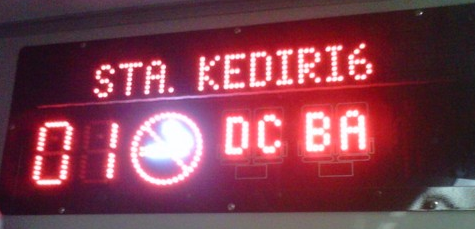 STA. KEDIRI6
01 DC BA